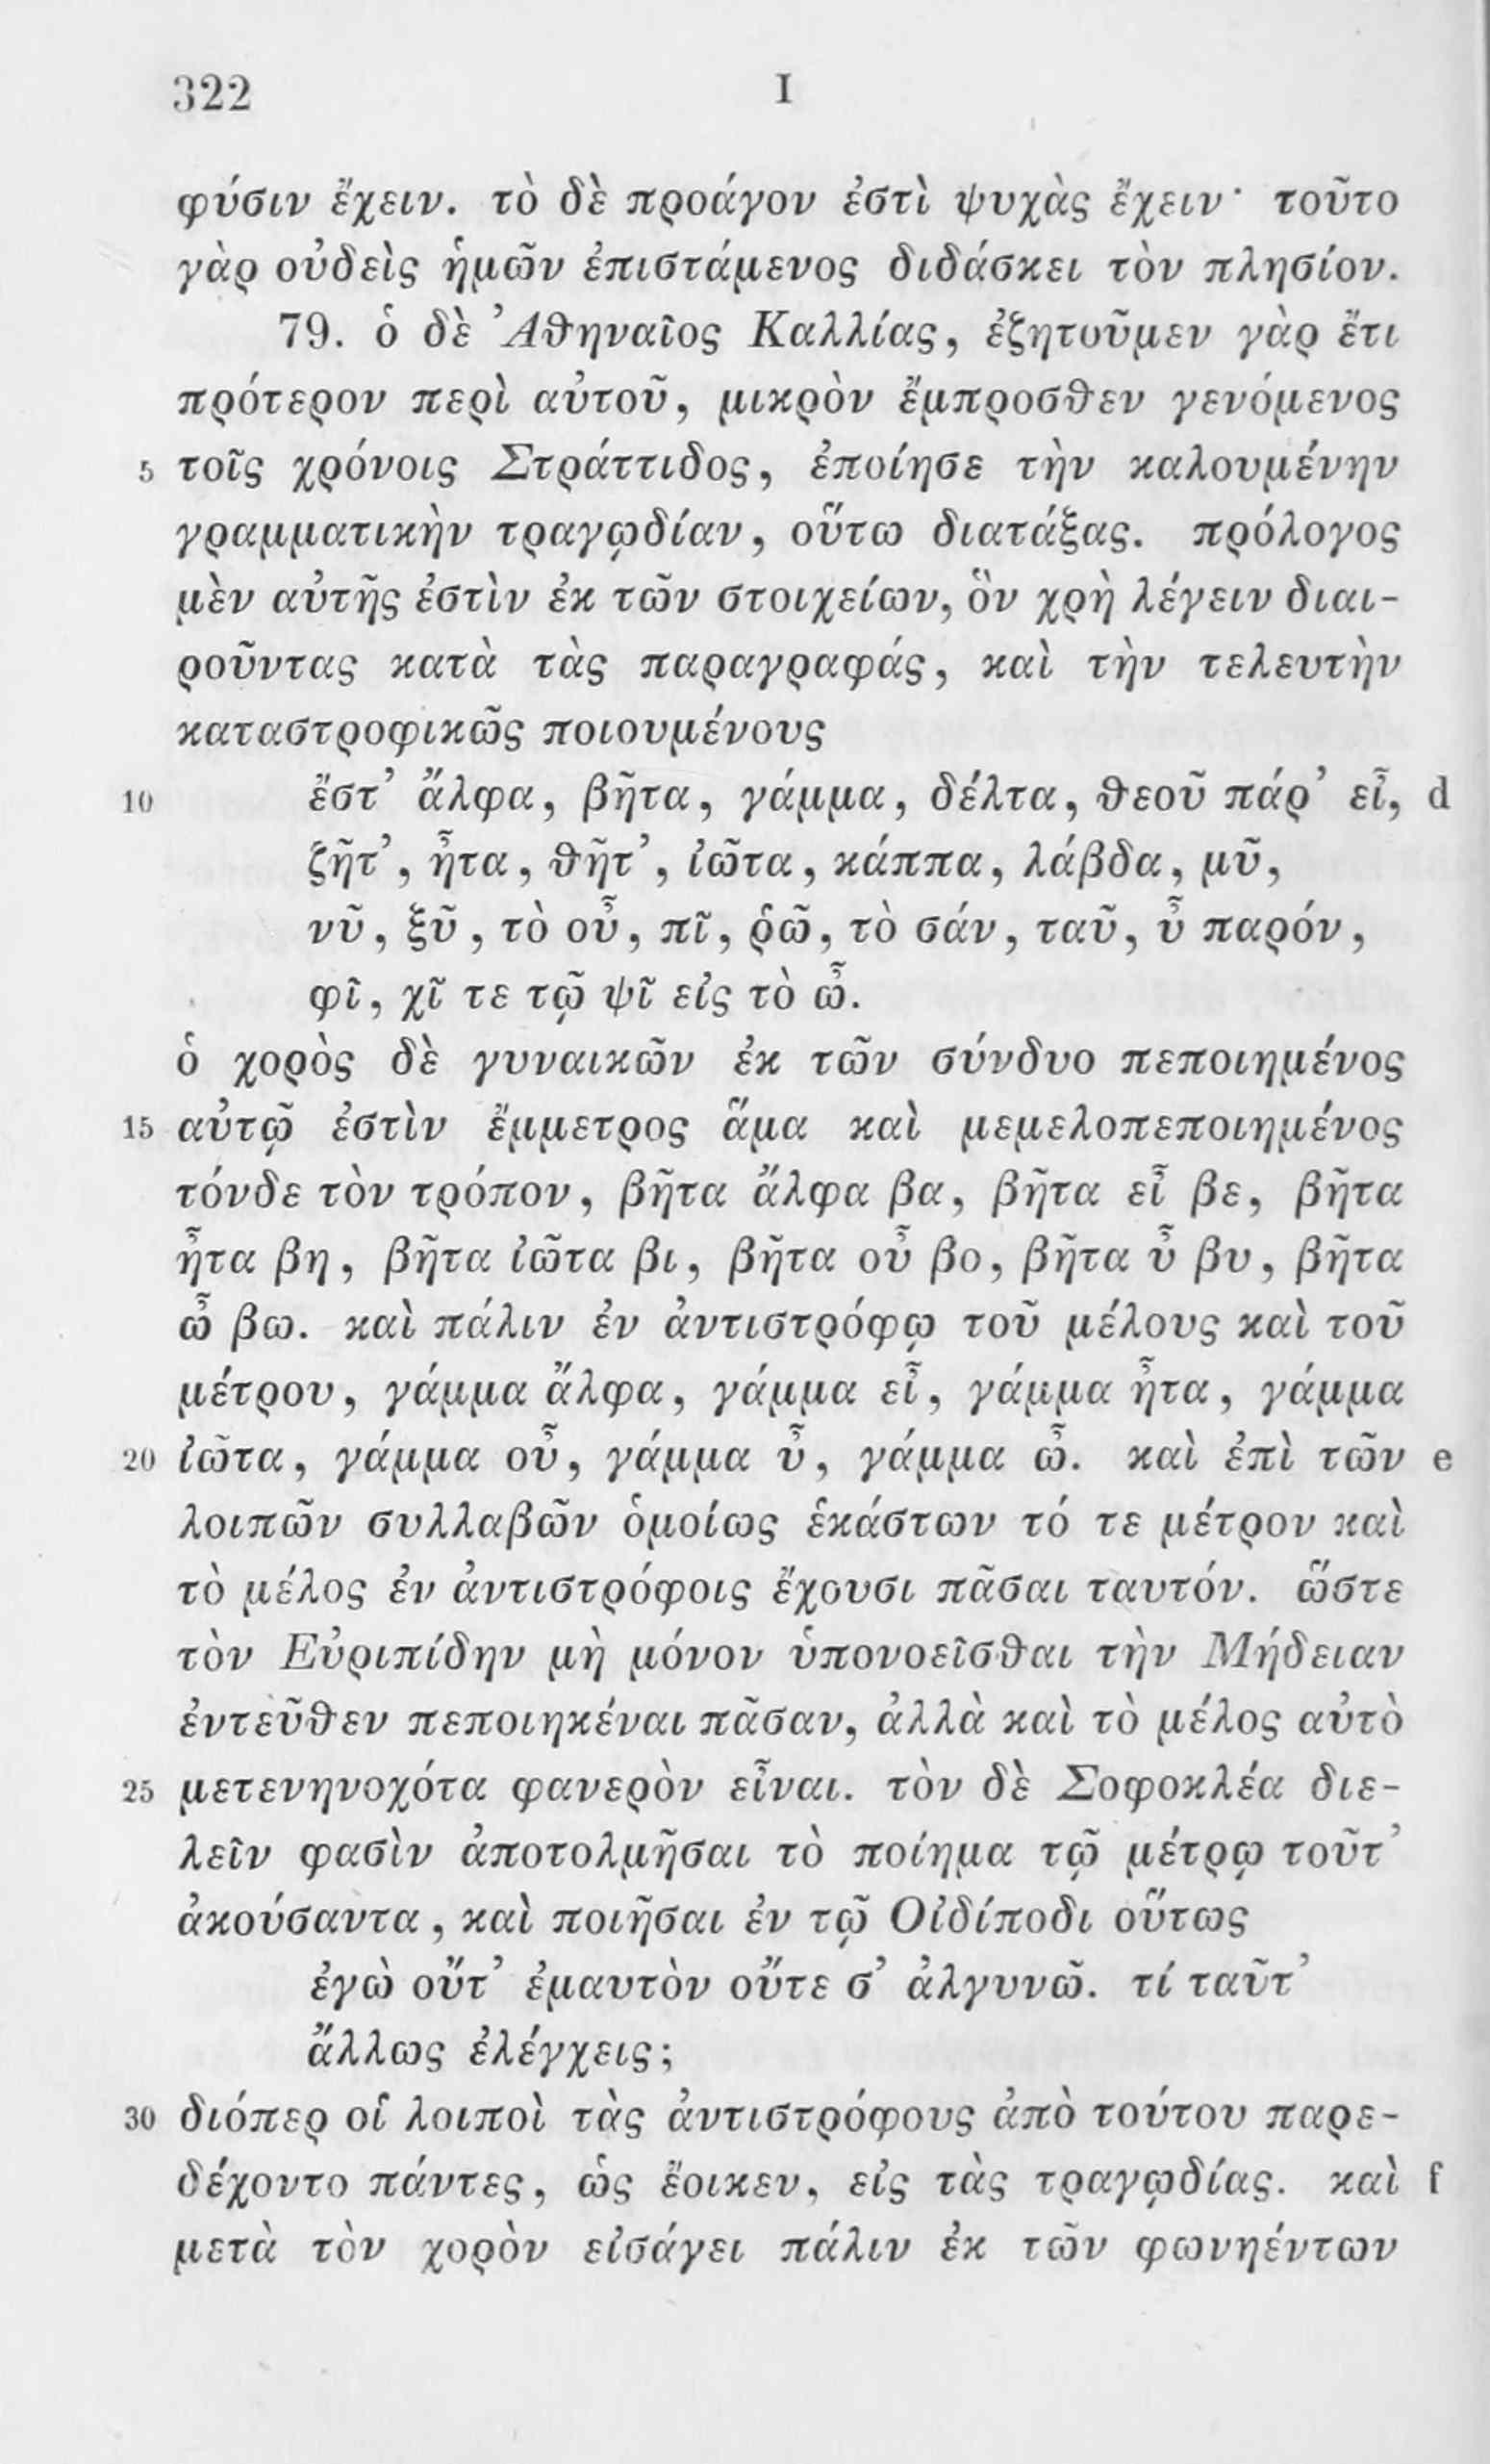 322 I
φύσιν ἔχειν. τὸ δὲ προάγον ἐστὶ ψυχὰς ἔχειν· τοῦτο
γὰρ οὐδεὶς ἡμῶν ἐπιστάμενος διδάσκει τὸν πλησίον.
79. ὁ δὲ Ἀθηναῖος Καλλίας, ἐζητοῦμεν γὰρ ἔτι
πρότερον περὶ αὐτοῦ, μικρὸν ἔμπροσθεν γενόμενος
5 τοῖς χρόνοις Στράττιδος, ἐποίησε τὴν καλουμένην
γραμματικὴν τραγῳδίαν, οὕτω διατάξας. πρόλογος
μὲν αὐτῆς ἐστὶν ἐκ τῶν στοιχείων, ὃν χρὴ λέγειν διαι-
ροῦντας κατὰ τὰς παραγραφάς, καὶ τὴν τελευτὴν
καταστροφικῶς ποιουμένους
10 ἔστ’ ἄλφα, βῆτα, γάμμα, δέλτα, θεοῦ πάρ’ εἶ, d
ζῆτ’, ἦτα, θῆτ’, ἰῶτα, κάππα, λάβδα, μῦ,
νῦ, ξῦ, τὸ οὖ, πῖ, ῥῶ, τὸ σάν, ταῦ, ὖ παρόν,
φῖ, χῖ τε τῷ ψῖ εἰς τὸ ὦ.
ὁ χορὸς δὲ γυναικῶν ἐκ τῶν σύνδυο πεποιημένος
15 αὐτῷ ἐστὶν ἔμμετρος ἅμα καὶ μεμελοπεποιημένος
τόνδε τὸν τρόπον, βῆτα ἄλφα βα, βῆτα εἶ βε, βῆτα
ἦτα βη, βῆτα ἰῶτα βι, βῆτα οὖ βο, βῆτα ὖ βυ, βῆτα
ὦ βω. καὶ πάλιν ἐν ἀντιστρόφῳ τοῦ μέλους καὶ τοῦ
μέτρου, γάμμα ἄλφα, γάμμα εἶ, γάμμα ἦτα, γάμμα
20 ἰῶτα, γάμμα οὖ, γάμμα ὖ, γάμμα ὦ. καὶ ἐπὶ τῶν e
λοιπῶν συλλαβῶν ὁμοίως ἑκάστων τό τε μέτρον καὶ
τὸ μέλος ἐν ἀντιστρόφοις ἔχουσι πᾶσαι ταυτόν. ὥστε
τὸν Εὐριπίδην μὴ μόνον ὑπονοεῖσθαι τὴν Μήδειαν
ἐντεῦθεν πεποιηκέναι πᾶσαν, ἀλλὰ καὶ τὸ μέλος αὐτὸ
25 μετενηνοχότα φανερὸν εἶναι. τὸν δὲ Σοφοκλέα διε-
λεῖν φασὶν ἀποτολμῆσαι τὸ ποίημα τῷ μέτρῳ τοῦτ’
ἀκούσαντα, καὶ ποιῆσαι ἐν τῷ Οἰδίποδι οὕτως
ἐγὼ οὔτ’ ἐμαυτὸν οὔτε σ’ ἀλγυνῶ. τί ταῦτ’
ἄλλως ἐλέγχεις;
30 διόπερ οἱ λοιποὶ τὰς ἀντιστρόφους ἀπὸ τούτου παρε-
δέχοντο πάντες, ὡς ἔοικεν, εἰς τὰς τραγῳδίας. καὶ f
μετὰ τὸν χορὸν εἰσάγει πάλιν ἐκ τῶν φωνηέντων